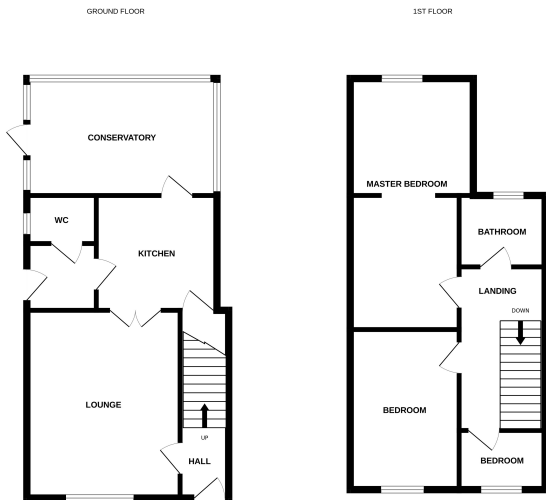 GROUND FLOOR
CONSERVATORY
WC
KITCHEN
LOUNGE
UP
HALL
1ST FLOOR
MASTER BEDROOM
BATHROOM
LANDING
DOWN
BEDROOM
BEDROOM